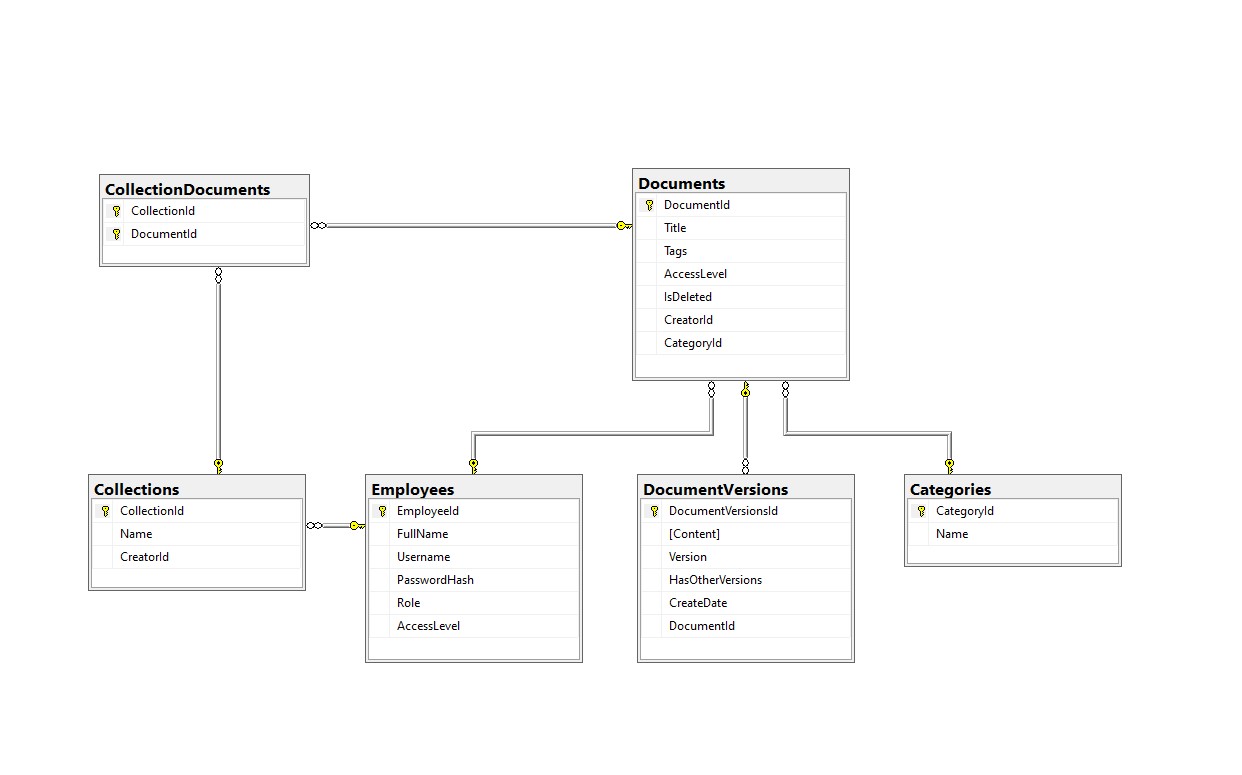 CollectionDocuments
CollectionId
DocumentId
Documents
DocumentId
Title
Tags
AccessLevel
IsDeleted
CreatorId
CategoryId
Collections
CollectionId
Name
CreatorId
Employees
EmployeeId
FullName
Username
PasswordHash
Role
AccessLevel
DocumentVersions
DocumentVersionsId
[Content]
Version
HasOtherVersions
CreateDate
DocumentId
Categories
CategoryId
Name